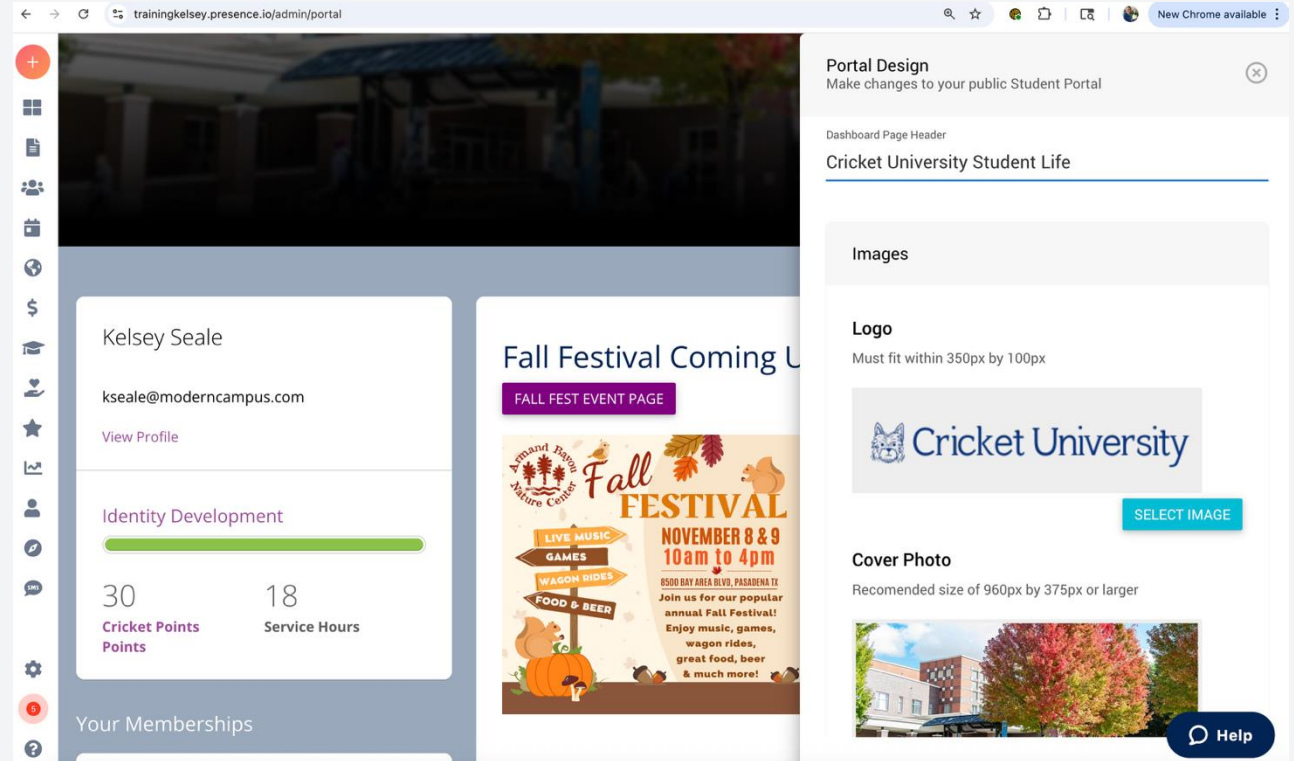 trainingkelsey.presence.io/admin/portal
New Chrome available
Portal Design
Make changes to your public Student Portal
Dashboard Page Header
Cricket University Student Life
Images
Logo
Must fit within 350px by 100px
Cricket University
SELECT IMAGE
Cover Photo
Recomended size of 960px by 375px or larger
Help
Kelsey Seale
kseale@moderncampus.com
View Profile
Identity Development
30
Cricket Points
Points
18
Service Hours
Your Memberships
Fall Festival Coming U
FALL FEST EVENT PAGE
Armand Bayou
Nature Center
Fall
FESTIVAL
NOVEMBER 8 & 9
10am to 4pm
8500 BAY AREA BLVD, PASADENA TX
Join us for our popular
annual Fall Festival!
Enjoy music, games,
wagon rides,
great food, beer
& much more!
LIVE MUSIC
GAMES
WAGON RIDES
FOOD & BEER
SMS
5